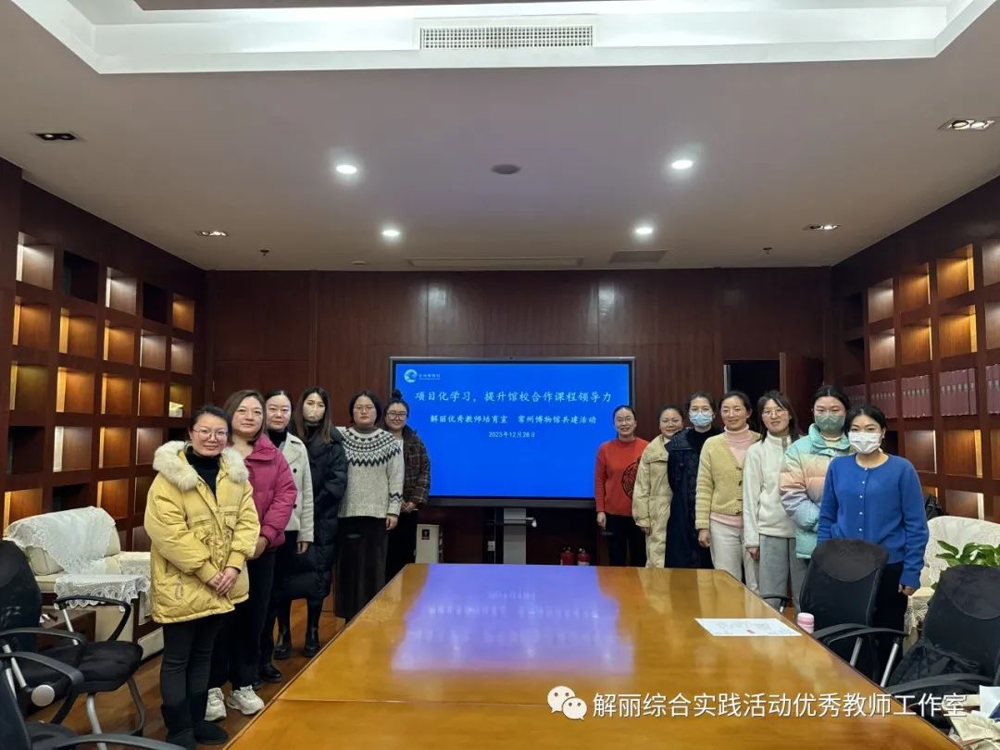 项目化学习，提升馆校合作课程领导力
解丽优秀教师培育室 常州博物馆共建活动
2023年12月28日
解丽综合实践活动优秀教师工作室